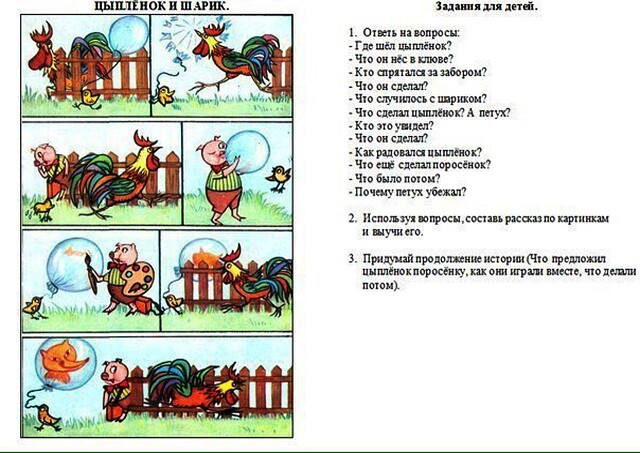 ЦЫПЛЁНОК И ШАРИК.
Задания для детей.
1. Ответь на вопросы:
- Где шёл цыплёнок?
- Что он нёс в клюве?
- Кто спрятался за забором?
- Что он сделал?
- Что случилось с шариком?
- Что сделал цыплёнок? А петух?
- Кто это увидел?
- Что он сделал?
- Как радовался цыплёнок?
- Что ещё сделал поросёнок?
- Что было потом?
- Почему петух убежал?
2. Используя вопросы, составь рассказ по картинкам
и выучи его.
3. Придумай продолжение истории (Что предложил
цыплёнок поросёнку, как они играли вместе, что делали
потом).